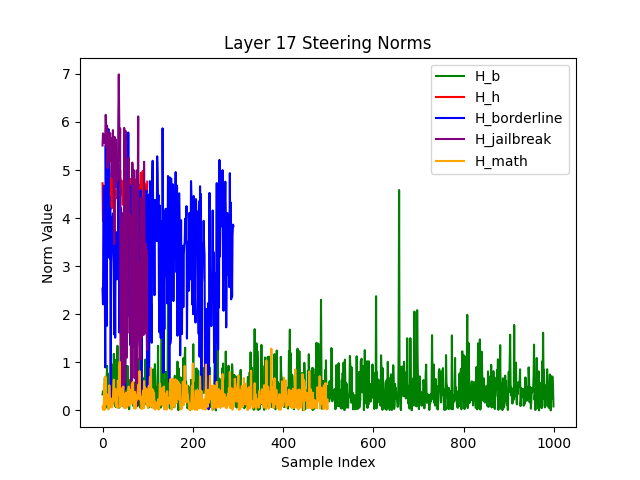 Layer 17 Steering Norms
Norm Value
7
6
5
4
3
2
1
0
H_b
H_h
H_borderline
H_jailbreak
H_math
0 200 400 600 800 1000
Sample Index